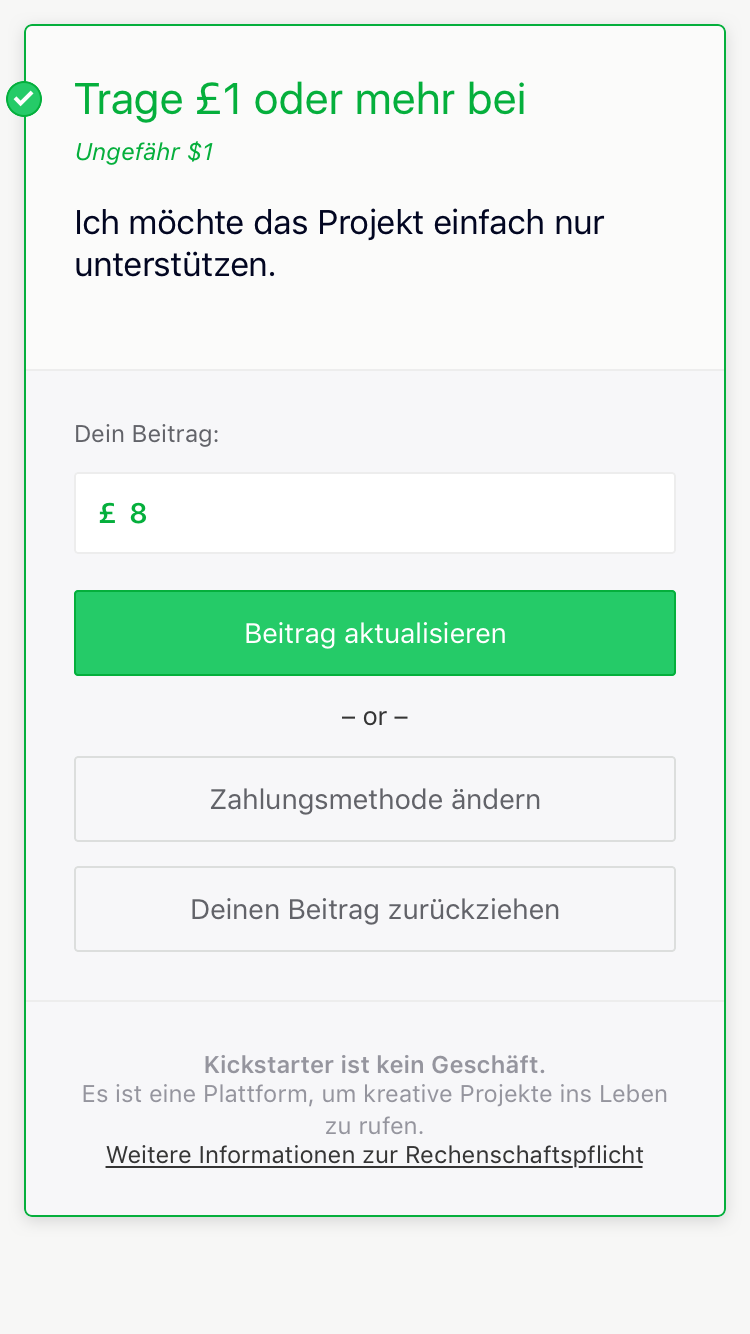 Trage £1 oder mehr bei
Ungefähr $1
Ich möchte das Projekt einfach nur
unterstützen.
Dein Beitrag:
£ 8
Beitrag aktualisieren
– or –
Zahlungsmethode ändern
Deinen Beitrag zurückziehen
Kickstarter ist kein Geschäft.
Es ist eine Plattform, um kreative Projekte ins Leben
zu rufen.
Weitere Informationen zur Rechenschaftspflicht